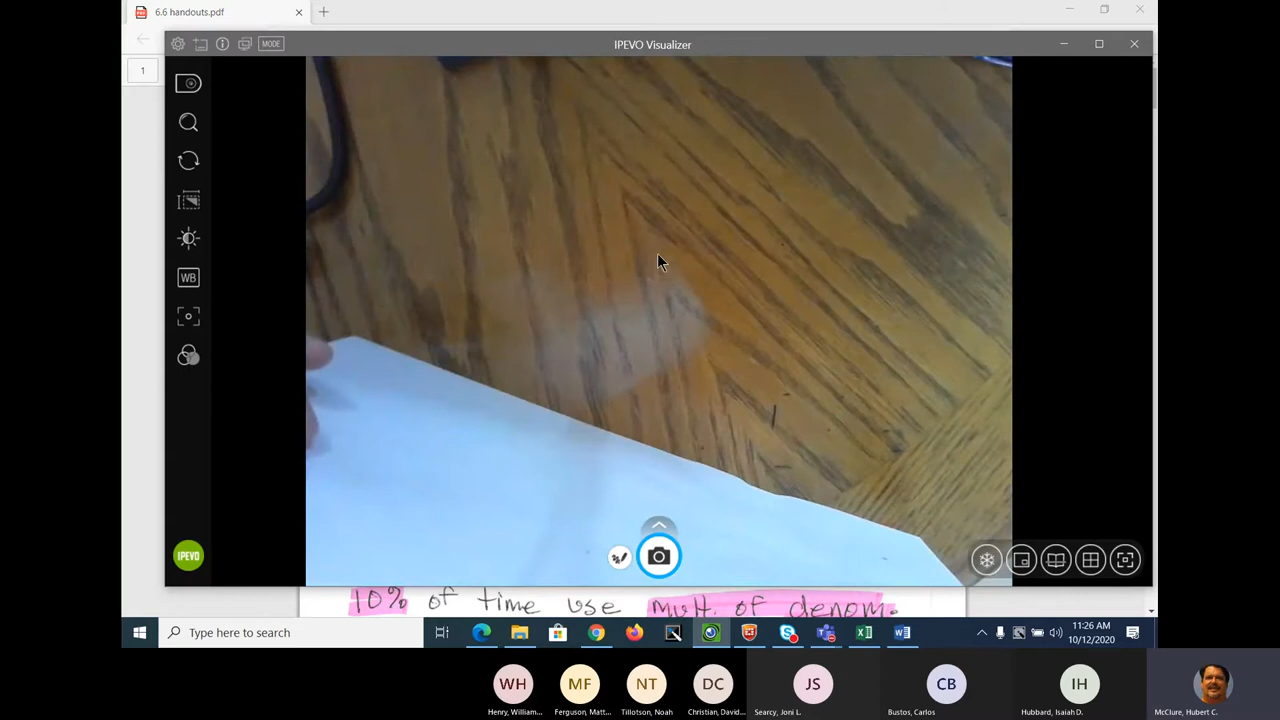 6.6 handouts.pdf
IPEVO Visualizer
MODE
1
WB
IPEVO
10% of time use mult. of denom.
Type here to search
11:26 AM
10/12/2020
WH
MF
NT
DC
JS
CB
IH
Henry, William...
Ferguson, Matt...
Tillotson, Noah
Christian, David...
Searcy, Joni L.
Bustos, Carlos
Hubbard, Isaiah D.
McClure, Hubert C.